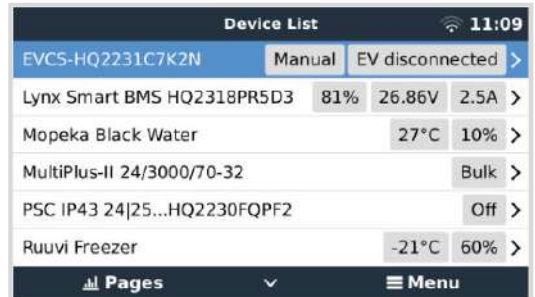 Device List 11:09
EVCS-HQ2231C7K2N Manual EV disconnected
Lynx Smart BMS HQ2318PR5D3 81% 26.86V 2.5A
Mopeka Black Water 27°C 10%
MultiPlus-II 24/3000/70-32 Bulk
PSC IP43 24|25...HQ2230FQPF2 Off
Ruuvi Freezer -21°C 60%
Pages Menu